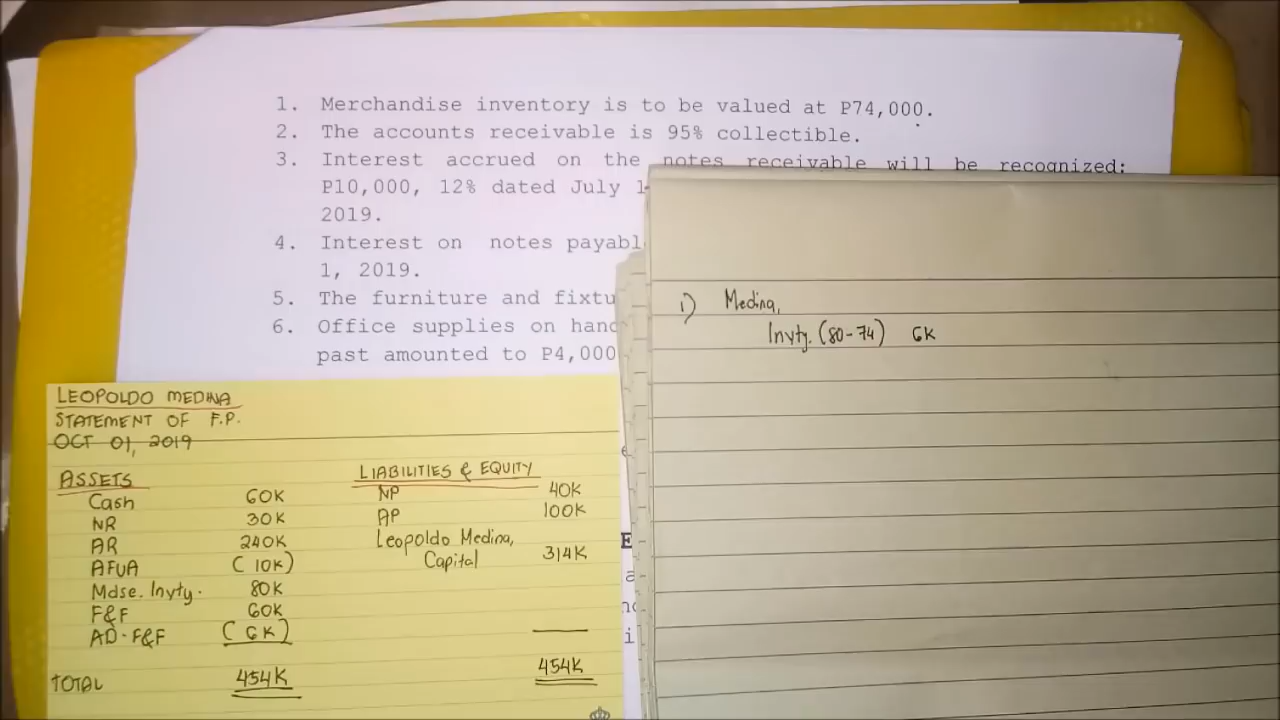 1. Merchandise inventory is to be valued at P74,000.
2. The accounts receivable is 95% collectible.
3. Interest accrued on the notes receivable will be recognized:
P10,000, 12% dated July 1
2019.
4. Interest on notes payabl
1, 2019.
5. The furniture and fixtu
6. Office supplies on hand
past amounted to P4,000
1) Medina,
Invty. (80-74) 6K
LEOPOLDO MEDINA
STATEMENT OF F.P.
OCT 01, 2019
ASSETS LIABILITIES & EQUITY
Cash 60K NP 40K
NR 30K AP 100K
AR 240K Leopoldo Medina,
AFUA (10K) Capital 314K
Mdse. Invty. 80K
F&F 60K
AD-F&F (6K)
TOTAL 454K 454K